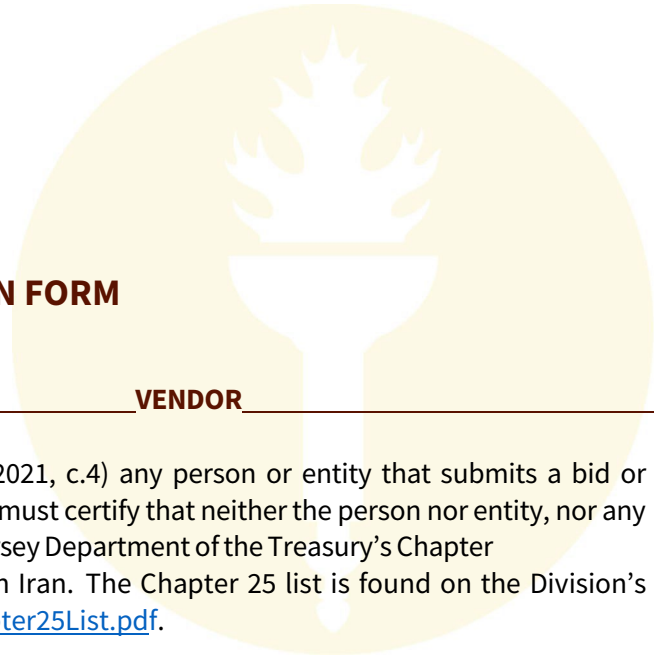 N FORM
VENDOR
2021, c.4) any person or entity that submits a bid or
must certify that neither the person nor entity, nor any
rsey Department of the Treasury’s Chapter
n Iran. The Chapter 25 list is found on the Division’s
ter25List.pdf.